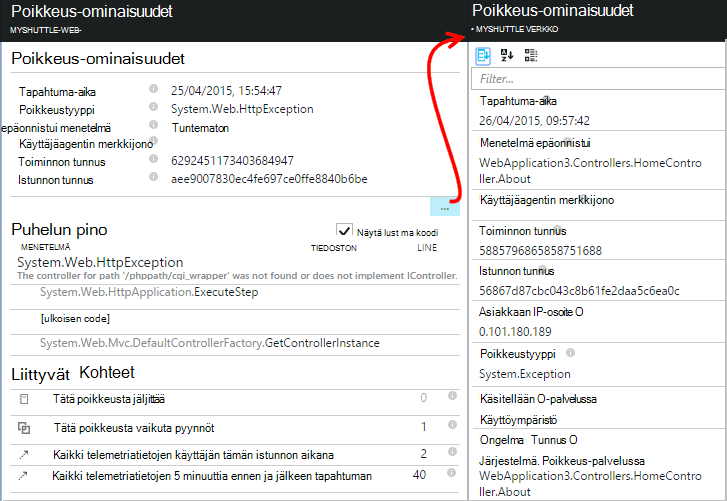 Poikkeus-ominaisuudet
MYSHUTTLE-WEB-
Poikkeus-ominaisuudet
Tapahtuma-aika 25/04/2015, 15:54:47
Poikkeustyyppi System.Web.HttpException
epäonnistui menetelmä Tuntematon
Käyttäjäagentin merkkijono
Toiminnon tunnus 6292451173403684947
Istunnon tunnus aee9007830ec4fe697ce0ffe8840b6be
...
Puhelun pino Näytä lust ma koodi
MENETELMÄ TIEDOSTON LINE
System.Web.HttpException
The controller for path '/phppath/cgi_wrapper' was not found or does not implement IController.
System.Web.HttpApplication.ExecuteStep
[ulkoisen code]
System.Web.Mvc.DefaultControllerFactory.GetControllerInstance
Liittyvät Kohteet
Tätä poikkeusta jäljittää 0
Tätä poikkeusta vaikuta pyynnöt 1
Kaikki telemetriatietojen käyttäjän tämän istunnon aikana 2
Kaikki telemetriatietojen 5 minuuttia ennen ja jälkeen tapahtuman 40
Poikkeus-ominaisuudet
• MYSHUTTLE VERKKO
Filter...
Tapahtuma-aika
26/04/2015, 09:57:42
Menetelmä epäonnistui
WebApplication3.Controllers.HomeContro
ller.About
Käyttäjäagentin merkkijono
Toiminnon tunnus
5885796865858751688
Istunnon tunnus
56867d87cbc043c8b61fe2daa5c6ea0c
Asiakkaan IP-osoite O
0.101.180.189
Poikkeustyyppi
System.Exception
Käsitellään O-palvelussa
Käyttöympäristö
Ongelma Tunnus O
Järjestelmä. Poikkeus-palvelussa
WebApplication3.Controllers.HomeContro
ller.About